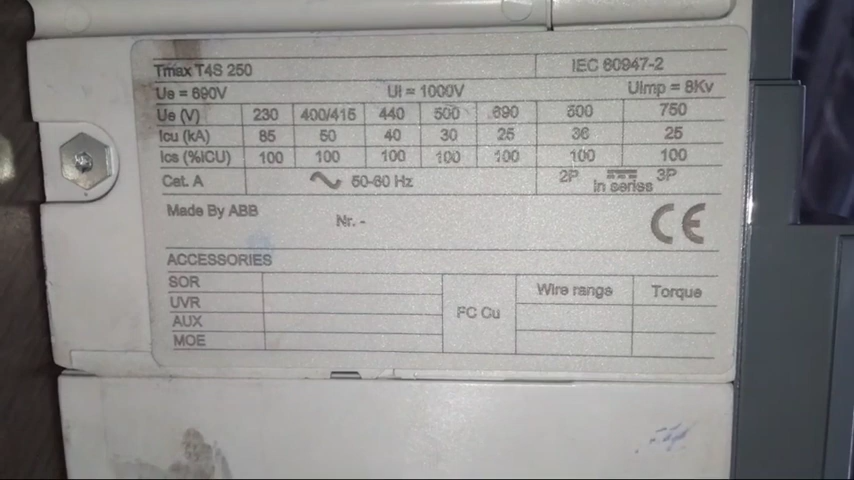 Tmax T4S 250 IEC 60947-2
Ue = 690V Ui = 1000V Uimp = 8Kv
Ue (V) 230 400/415 440 500 690 500 750
Icu (kA) 85 50 40 30 25 36 25
Ics (%ICU) 100 100 100 100 100 100 100
Cat. A 50-60 Hz 2P 3P
In series
Made By ABB
Nr. -
CE
ACCESSORIES
SOR
UVR
AUX
MOE
FC Cu
Wire range Torque